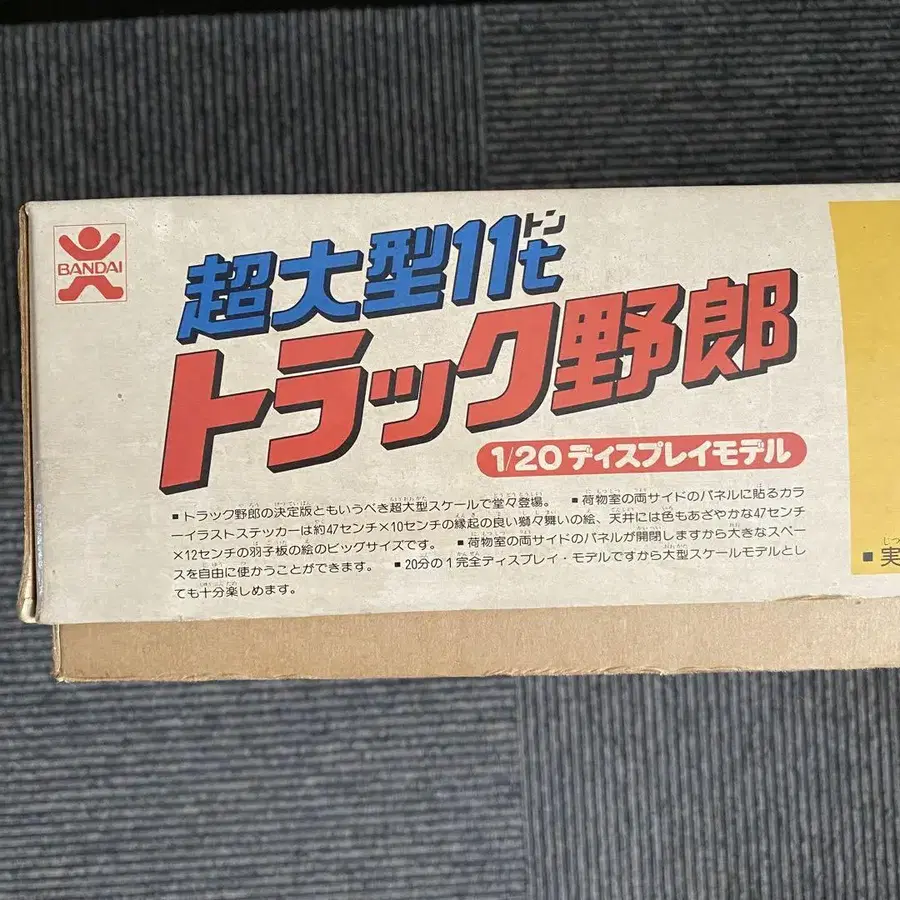 BANDAI
超大型11トンt
トラック野郎
1/20ディスプレイモデル
■トラック野郎の決定版ともいうべき超大型スケールで堂々登場。 ■荷物室の両サイドのパネルに貼るカラ
ーイラストステッカーは約47センチ×10センチの縁起の良い獅々舞いの絵、天井には色もあざやかな47センチ
×12センチの羽子板の絵のビッグサイズです。 ■荷物室の両サイドのパネルが開閉しますから大きなスペー
スを自由に使かうことができます。 ■20分の1完全ディスプレイ・モデルですから大型スケールモデルとし
ても十分楽しめます。
■実